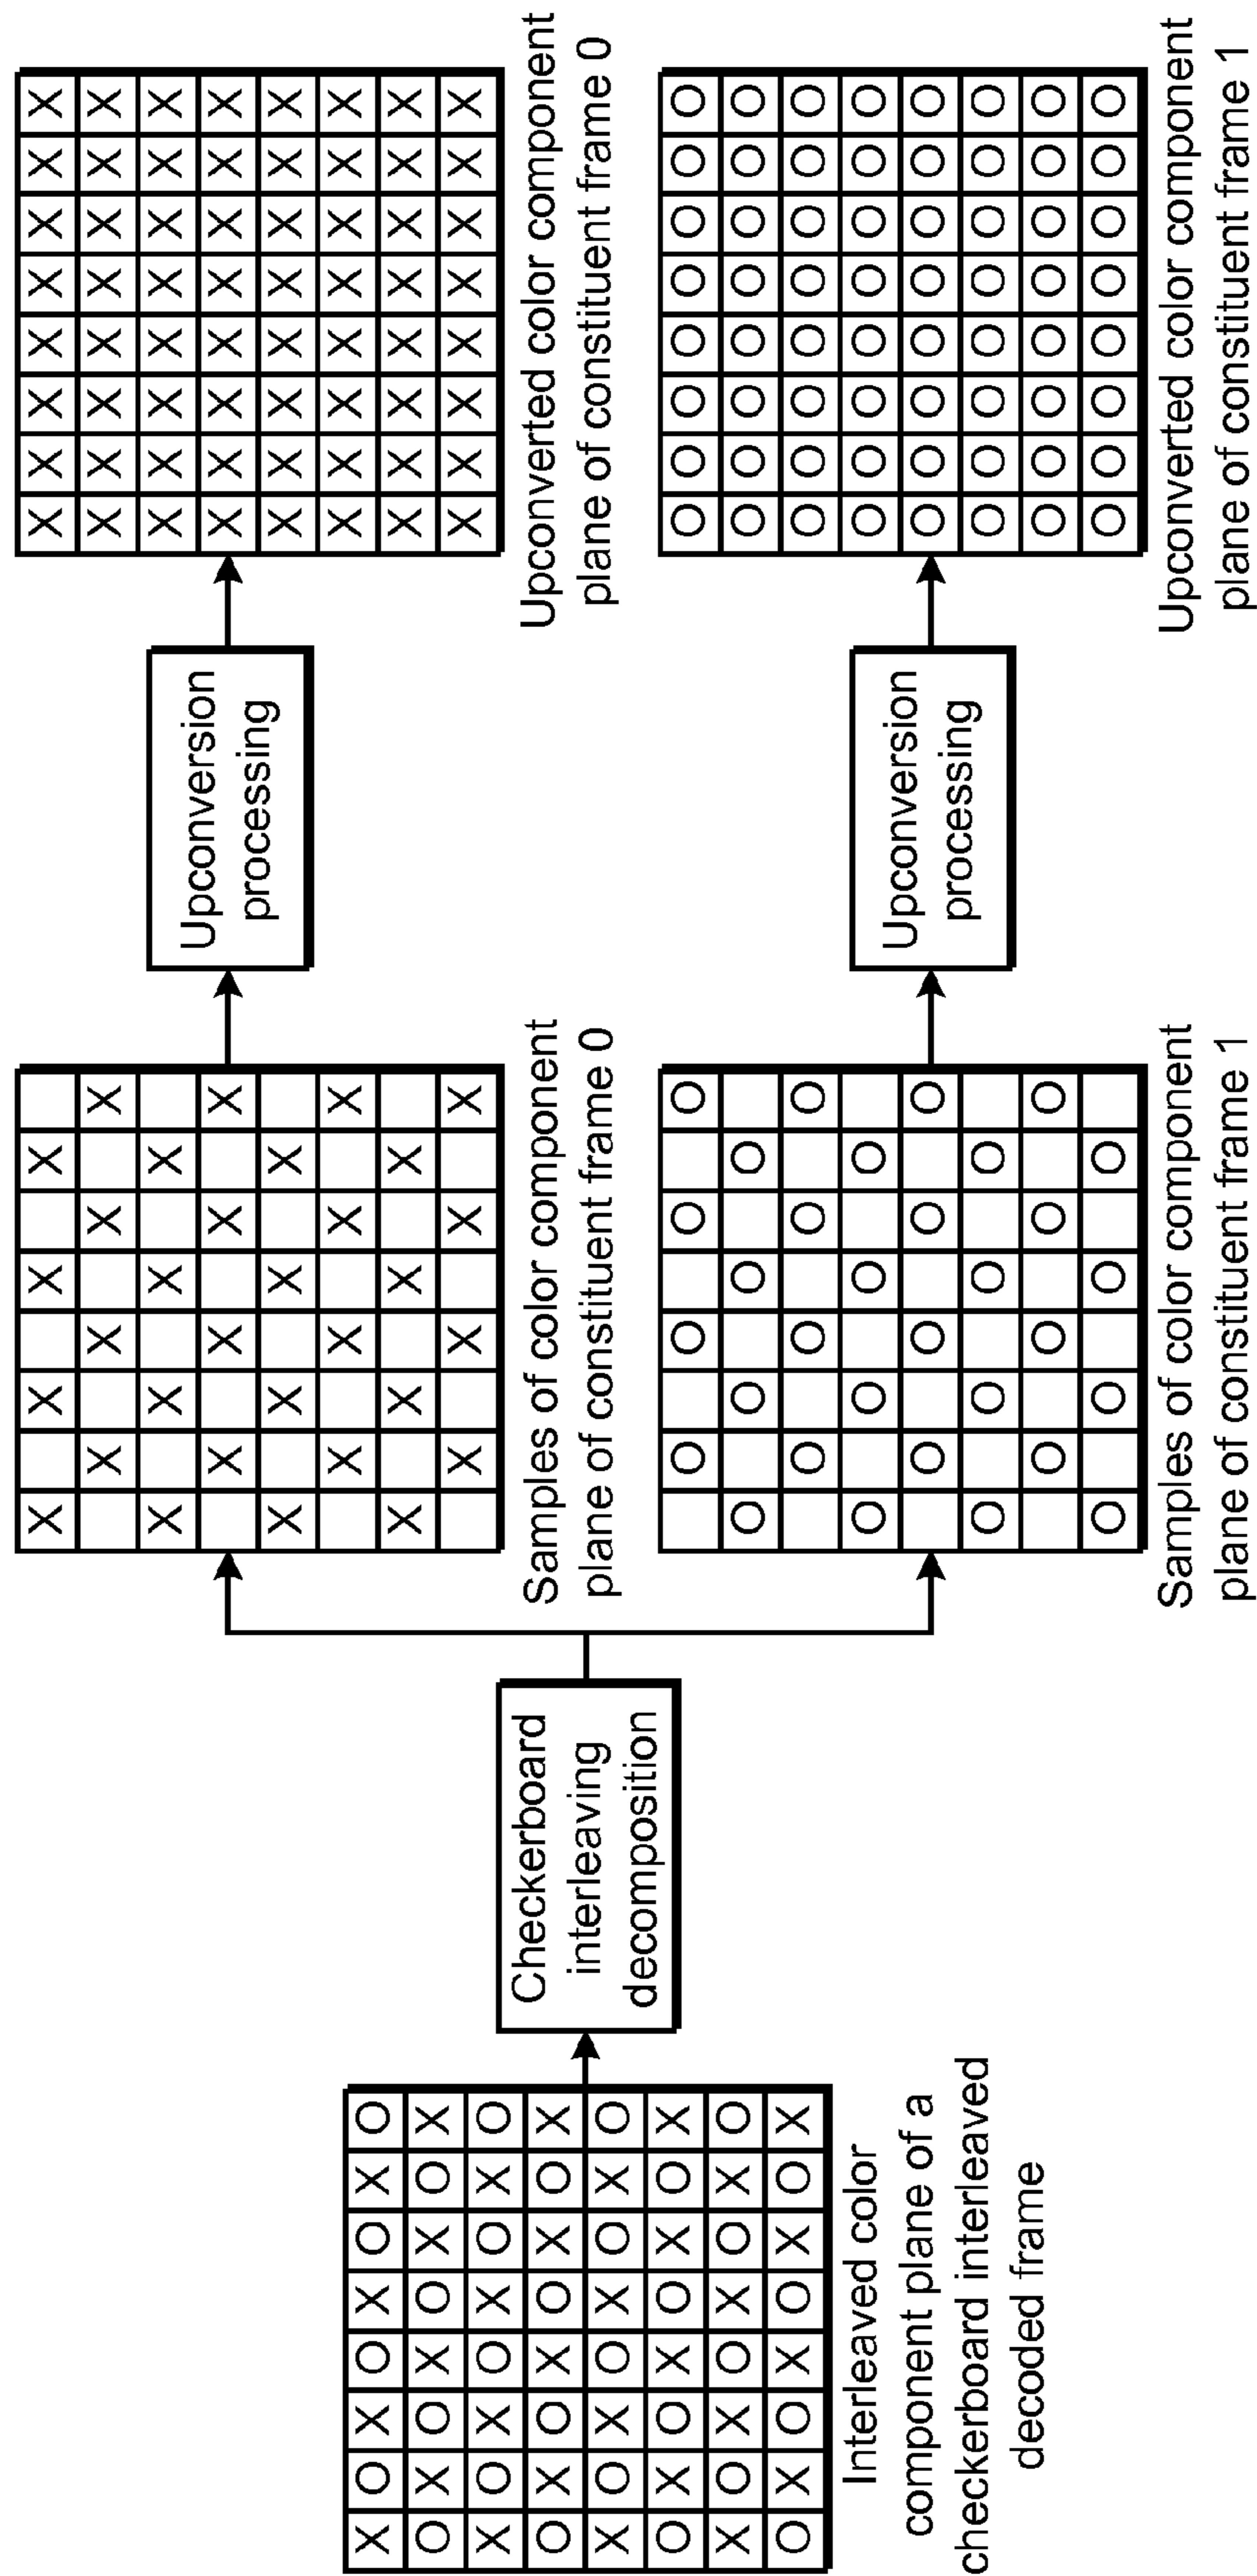 X O X O X O X O
O X O X O X O X
X O X O X O X O
O X O X O X O X
X O X O X O X O
O X O X O X O X
X O X O X O X O
O X O X O X O X
Interleaved color
component plane of a
checkerboard interleaved
decoded frame
Checkerboard
interleaving
decomposition
X X X X
X X X X
X X X X
X X X X
X X X X
X X X X
X X X X
X X X X
Samples of color component
plane of constituent frame 0
Upconversion
processing
X X X X X X X X
X X X X X X X X
X X X X X X X X
X X X X X X X X
X X X X X X X X
X X X X X X X X
X X X X X X X X
X X X X X X X X
Upconverted color component
plane of constituent frame 0
O O O O
O O O O
O O O O
O O O O
O O O O
O O O O
O O O O
O O O O
Samples of color component
plane of constituent frame 1
Upconversion
processing
O O O O O O O O
O O O O O O O O
O O O O O O O O
O O O O O O O O
O O O O O O O O
O O O O O O O O
O O O O O O O O
O O O O O O O O
Upconverted color component
plane of constituent frame 1